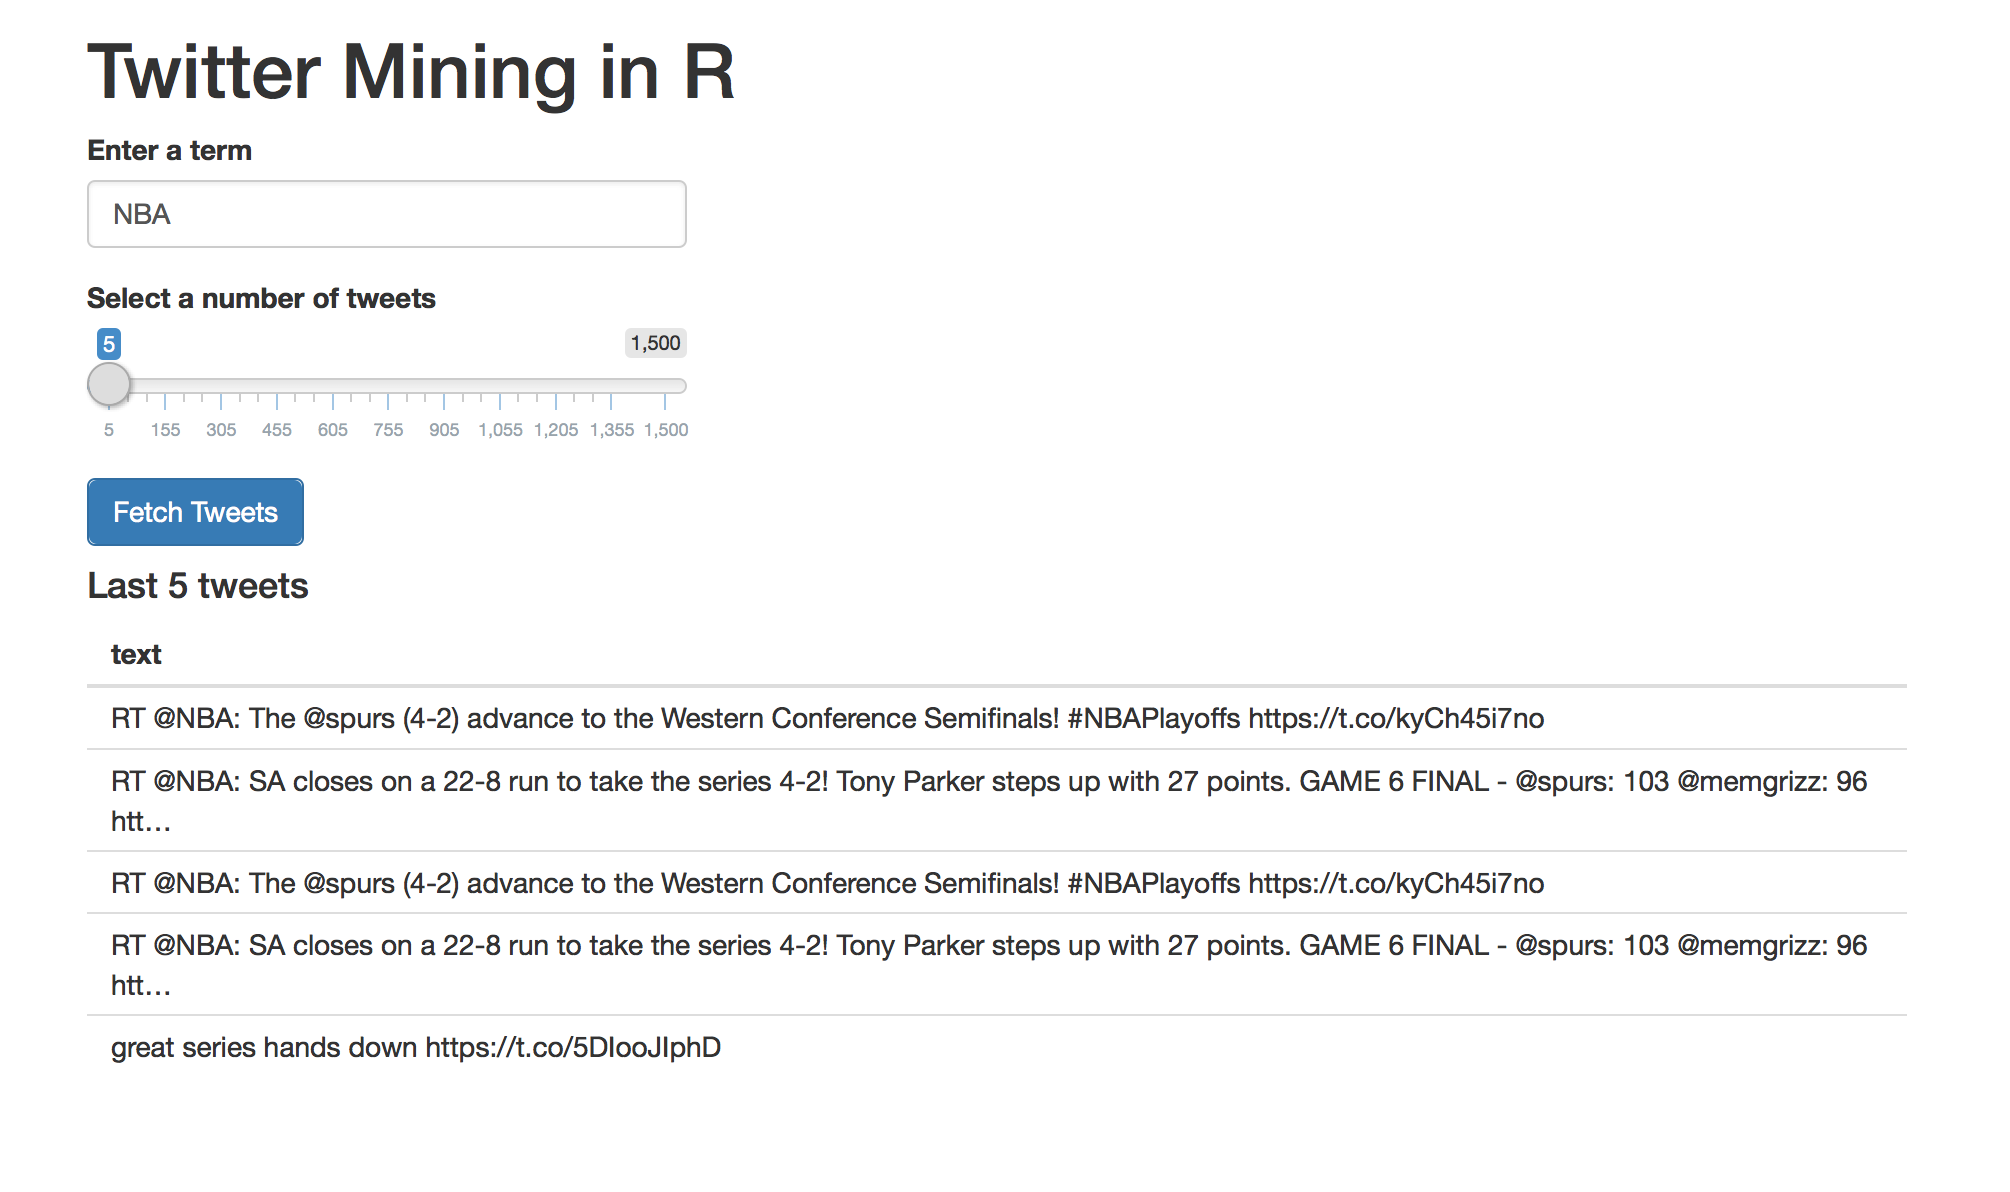 Twitter Mining in R
Enter a term
NBA
Select a number of tweets
5 1,500
5 155 305 455 605 755 905 1,055 1,205 1,355 1,500
Fetch Tweets
Last 5 tweets
text
RT @NBA: The @spurs (4-2) advance to the Western Conference Semifinals! #NBAPlayoffs https://t.co/kyCh45i7no
RT @NBA: SA closes on a 22-8 run to take the series 4-2! Tony Parker steps up with 27 points. GAME 6 FINAL - @spurs: 103 @memgrizz: 96
htt…
RT @NBA: The @spurs (4-2) advance to the Western Conference Semifinals! #NBAPlayoffs https://t.co/kyCh45i7no
RT @NBA: SA closes on a 22-8 run to take the series 4-2! Tony Parker steps up with 27 points. GAME 6 FINAL - @spurs: 103 @memgrizz: 96
htt…
great series hands down https://t.co/5DlooJIphD